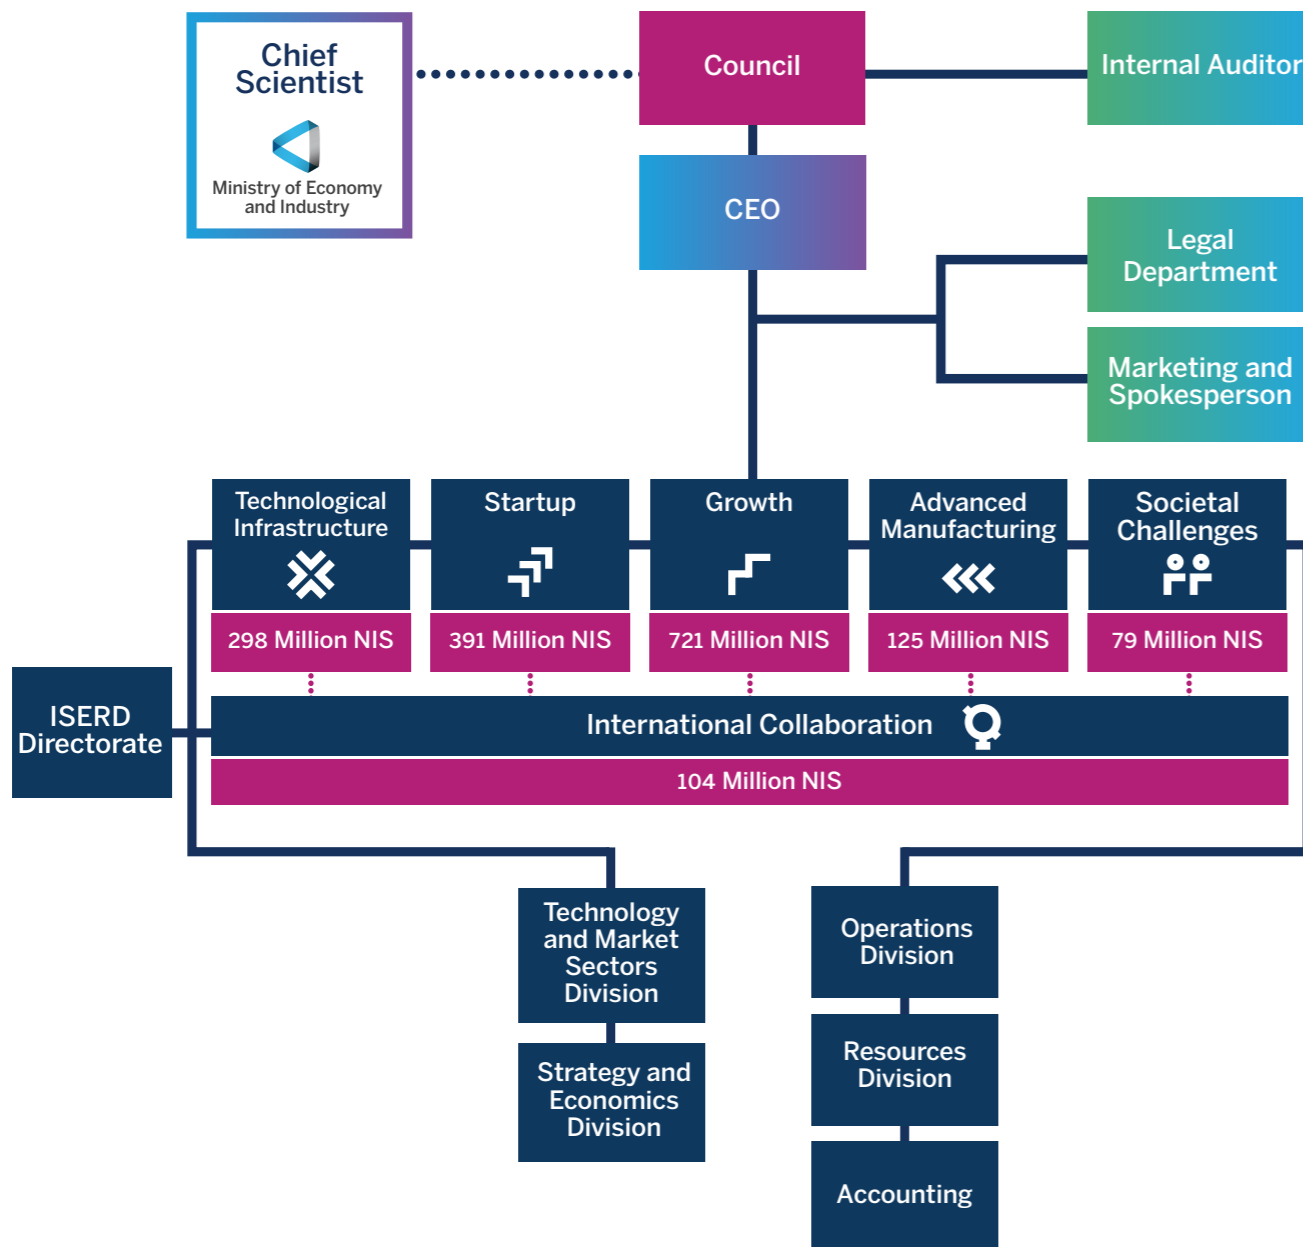 Chief
Scientist
Ministry of Economy
and Industry
Council
Internal Auditor
CEO
Legal
Department
Marketing and
Spokesperson
Technological
Infrastructure
298 Million NIS
Startup
391 Million NIS
Growth
721 Million NIS
Advanced
Manufacturing
125 Million NIS
Societal
Challenges
79 Million NIS
ISERD
Directorate
International Collaboration
104 Million NIS
Technology
and Market
Sectors
Division
Strategy and
Economics
Division
Operations
Division
Resources
Division
Accounting